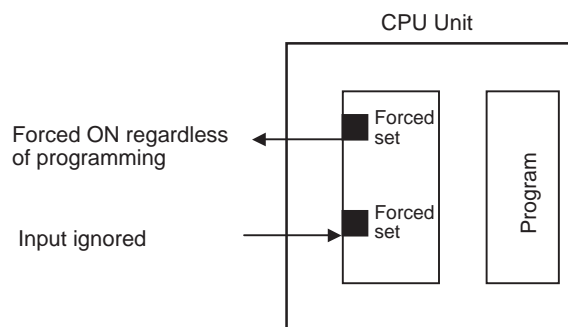 CPU Unit
Forced ON regardless
of programming
Forced
set
Input ignored
Forced
set
Program